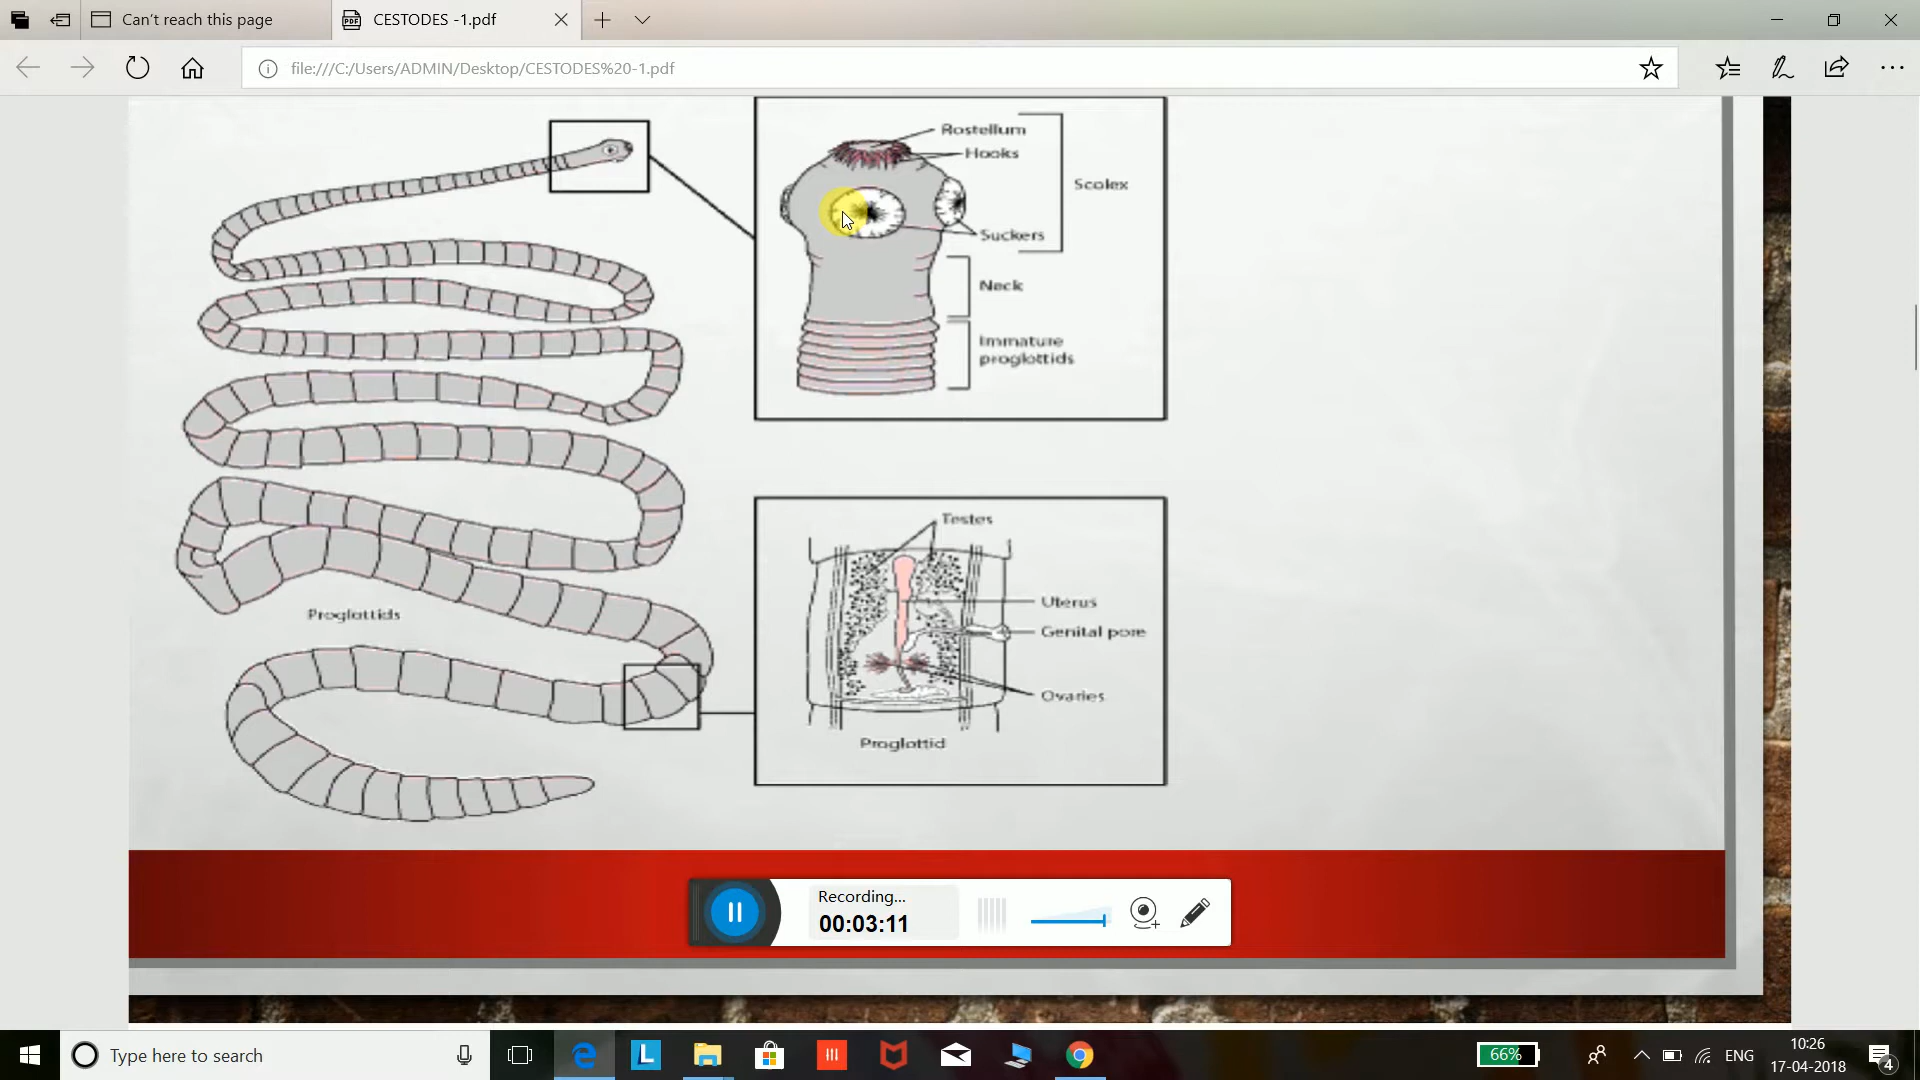 Can't reach this page
CESTODES -1.pdf
file:///C:/Users/ADMIN/Desktop/CESTODES%20-1.pdf
Rostellum
Hooks
Scolex
Suckers
Neck
Immature
proglottids
Testes
Uterus
Genital pore
Ovaries
Proglottid
Proglottids
Recording...
00:03:11
Type here to search
66%
ENG
10:26
17-04-2018
4